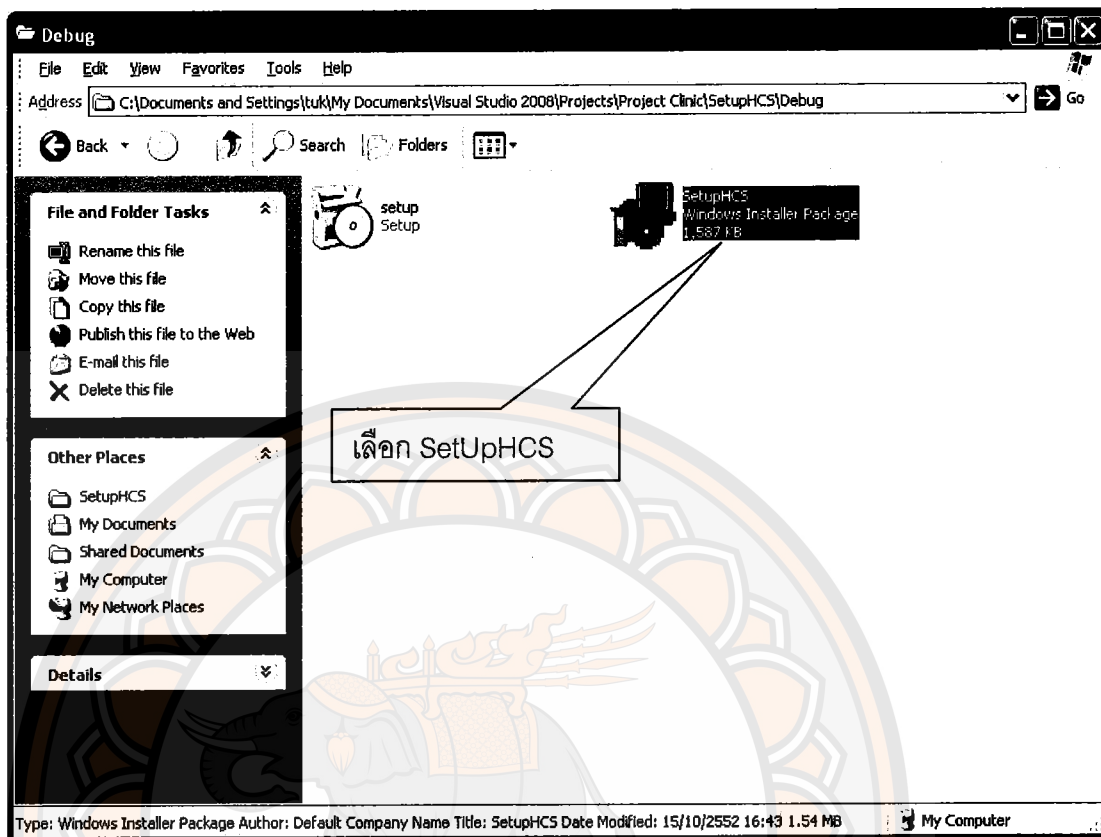 Debug
File Edit View Favorites Tools Help
Address C:\Documents and Settings\tuk\My Documents\Visual Studio 2008\Projects\Project Clinic\SetupHCS\Debug Go
Back Search Folders
File and Folder Tasks
Rename this file
Move this file
Copy this file
Publish this file to the Web
E-mail this file
Delete this file
Other Places
SetupHCS
My Documents
Shared Documents
My Computer
My Network Places
Details
setup
Setup
SetupHCS
Windows Installer Package
1,587 KB
เลือก SetUpHCS
Type: Windows Installer Package Author: Default Company Name Title: SetupHCS Date Modified: 15/10/2552 16:43 1.54 MB My Computer